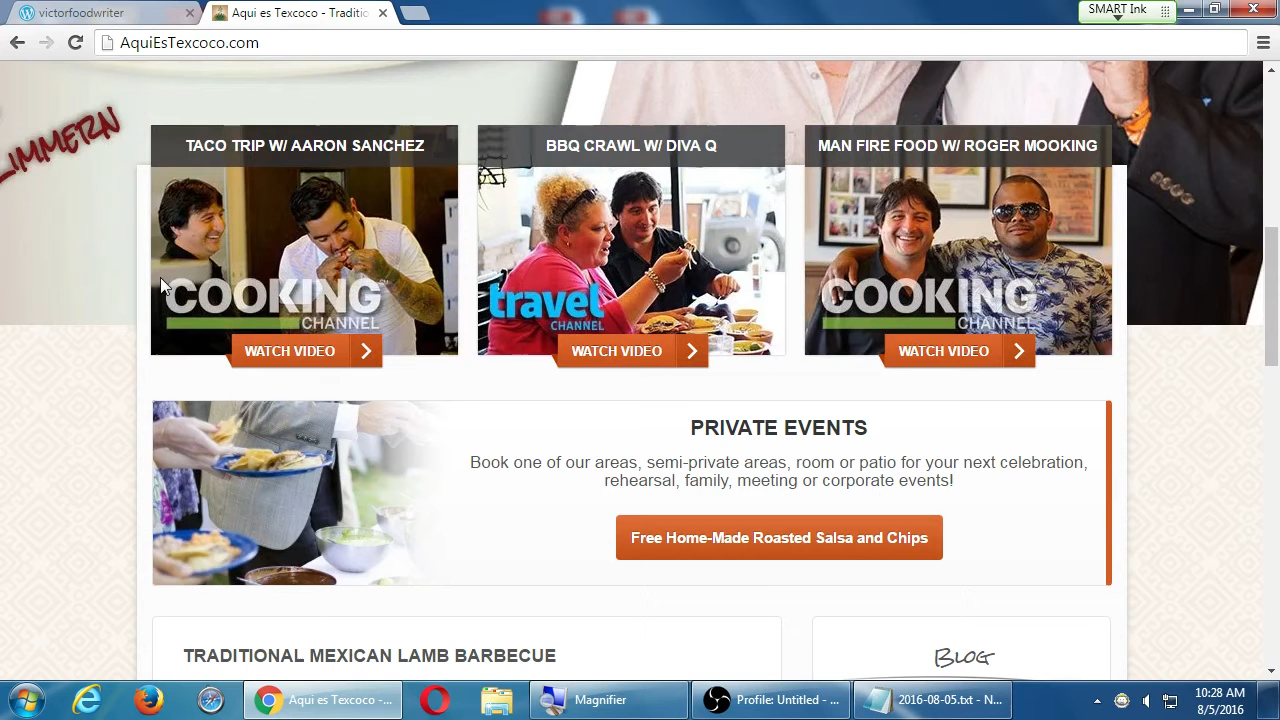 victorfoodwriter
Aqui es Texcoco - Traditio
SMART Ink
AquiEsTexcoco.com
ZIMMERN
TACO TRIP W/ AARON SANCHEZ
BBQ CRAWL W/ DIVA Q
MAN FIRE FOOD W/ ROGER MOOKING
COOKING
CHANNEL
travel
CHANNEL
COOKING
CHANNEL
WATCH VIDEO
WATCH VIDEO
WATCH VIDEO
PRIVATE EVENTS
Book one of our areas, semi-private areas, room or patio for your next celebration,
rehearsal, family, meeting or corporate events!
Free Home-Made Roasted Salsa and Chips
TRADITIONAL MEXICAN LAMB BARBECUE
BLOG
Aqui es Texcoco -...
Magnifier
Profile: Untitled - ...
2016-08-05.txt - N...
10:28 AM
8/5/2016